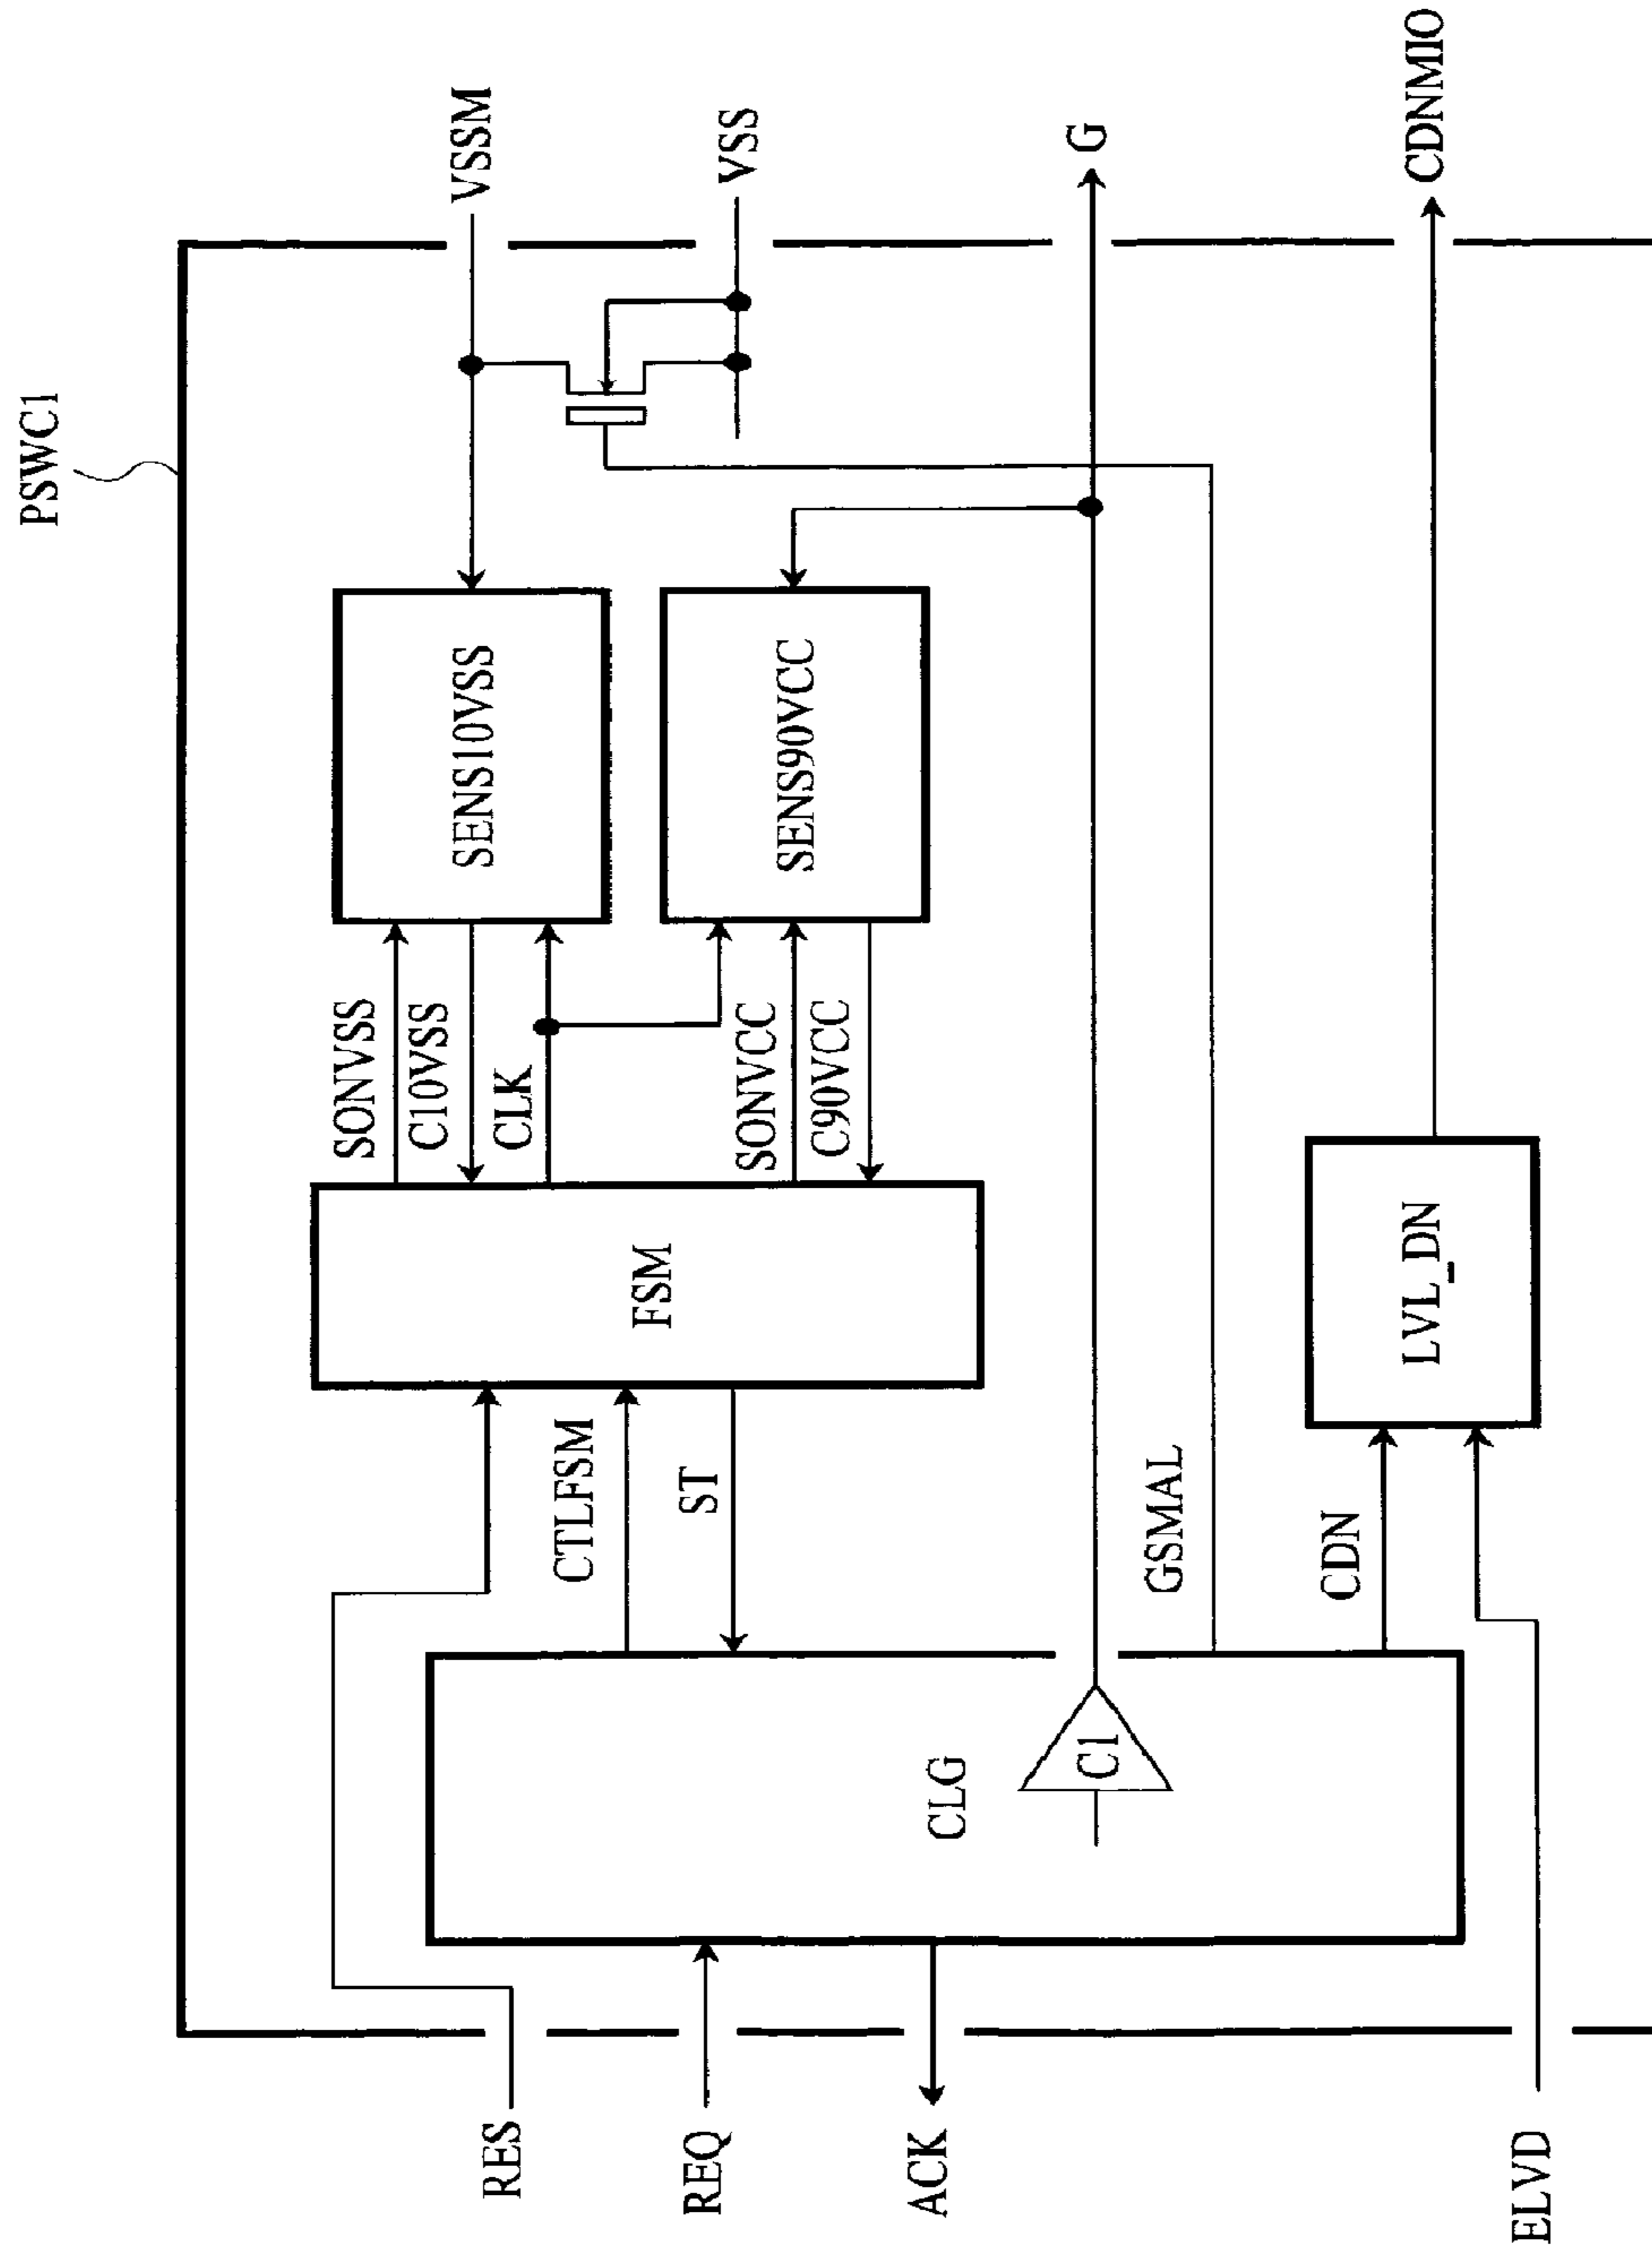 PSWC1
VSSM
VSS
G
CDNMIO
SENS10VSS
SENS90VCC
SONVSS
C10VSS
CLK
SONVCC
C90VCC
FSM
LVL_DN
CTLFSM
ST
GSMAL
CDN
CLG
C1
RES
REQ
ACK
ELVD